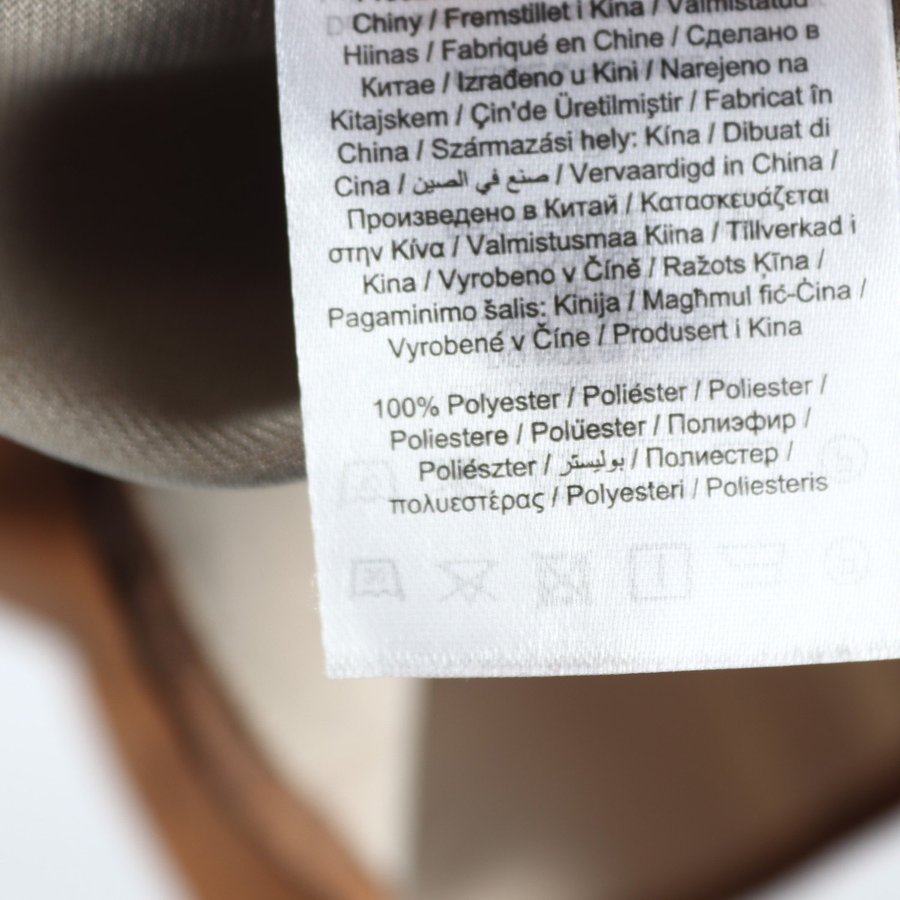 Chiny / Fremstillet i Kina / Valmistatud
Hiinas / Fabriqué en Chine / Сделано в
Китае / Izrađeno u Kini / Narejeno na
Kitajskem / Çin'de Üretilmiştir / Fabricat în
China / Származási hely: Kína / Dibuat di
Cina / صنع في الصين / Vervaardigd in China /
Произведено в Китай / Κατασκευάζεται
στην Κίνα / Valmistusmaa Kiina / Tillverkad i
Kina / Vyrobeno v Číně / Ražots Ķīna /
Pagaminimo šalis: Kinija / Magħmul fiċ-Ċina /
Vyrobené v Číne / Produsert i Kina
100% Polyester / Poliéster / Poliester /
Poliestere / Polüester / Полиэфир /
Poliészter / بوليستر / Полиестер /
πολυεστέρας / Polyesteri / Poliesteris